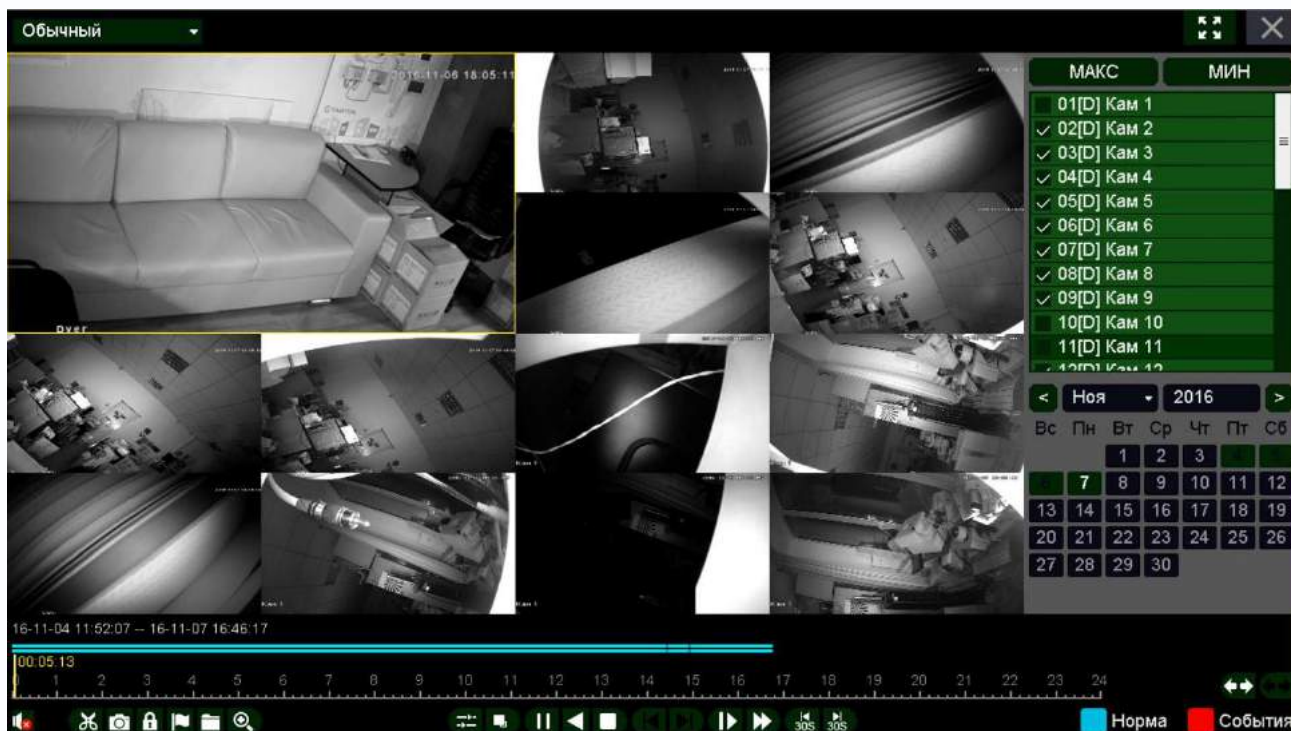 Обычный
2016-11-06 18:05:11
Dver
МАКС МИН
01[D] Кам 1
02[D] Кам 2
03[D] Кам 3
04[D] Кам 4
05[D] Кам 5
06[D] Кам 6
07[D] Кам 7
08[D] Кам 8
09[D] Кам 9
10[D] Кам 10
11[D] Кам 11
12[D] Кам 12
< Ноя 2016 >
Вс Пн Вт Ср Чт Пт Сб
1 2 3 4 5
6 7 8 9 10 11 12
13 14 15 16 17 18 19
20 21 22 23 24 25 26
27 28 29 30
16-11-04 11:52:07 -- 16-11-07 16:46:17
00:05:13
0 1 2 3 4 5 6 7 8 9 10 11 12 13 14 15 16 17 18 19 20 21 22 23 24
30S 30S
Норма События